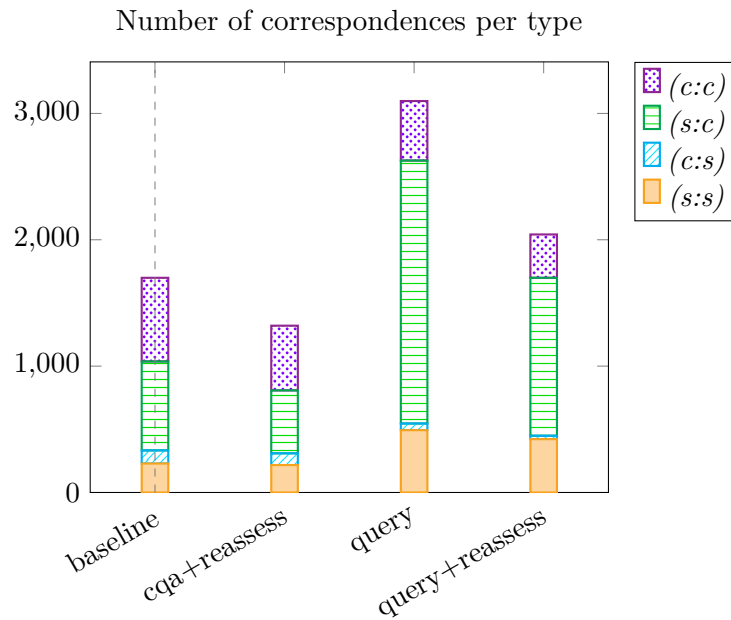 Number of correspondences per type
3,000
2,000
1,000
0
baseline
cqa+reassess
query
query+reassess
(c:c)
(s:c)
(c:s)
(s:s)